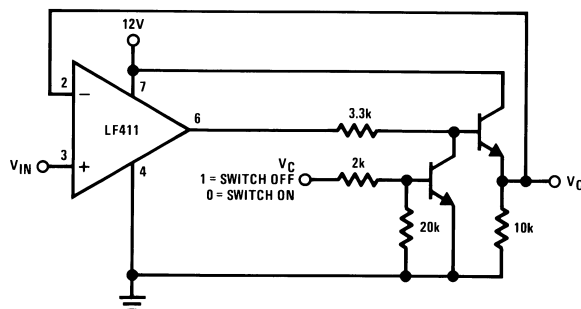 12V
2
7
LF411
6
3.3k
V_IN
3
4
V_C
1 = SWITCH OFF
0 = SWITCH ON
2k
V_O
20k
10k